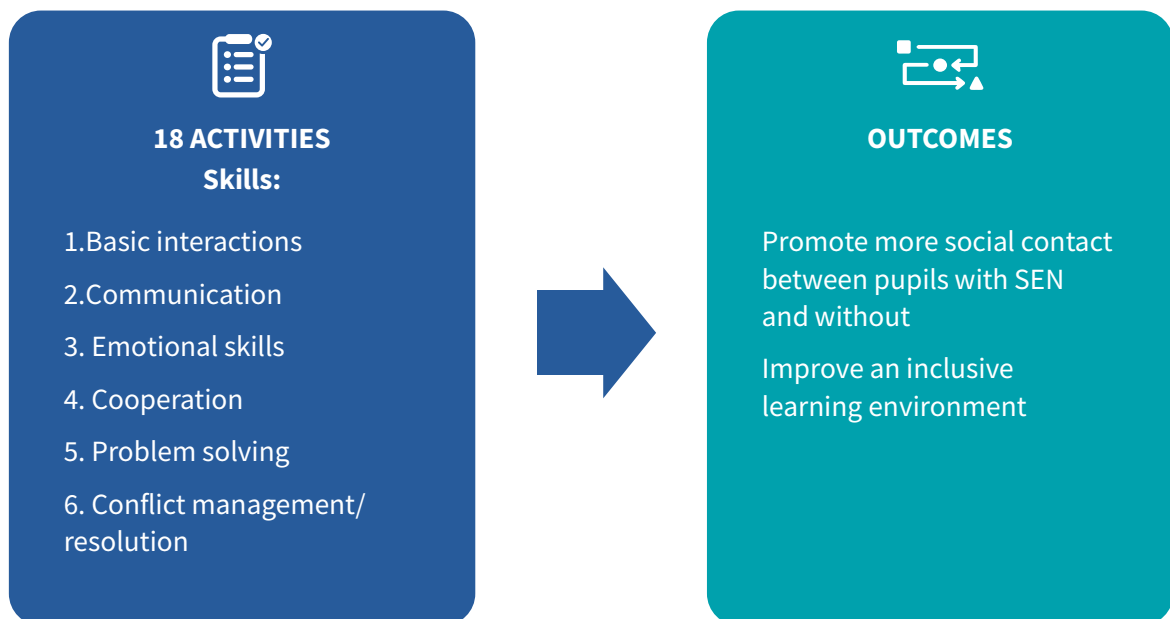 18 ACTIVITIES
Skills:
1.Basic interactions
2.Communication
3. Emotional skills
4. Cooperation
5. Problem solving
6. Conflict management/
resolution
OUTCOMES
Promote more social contact
between pupils with SEN
and without
Improve an inclusive
learning environment